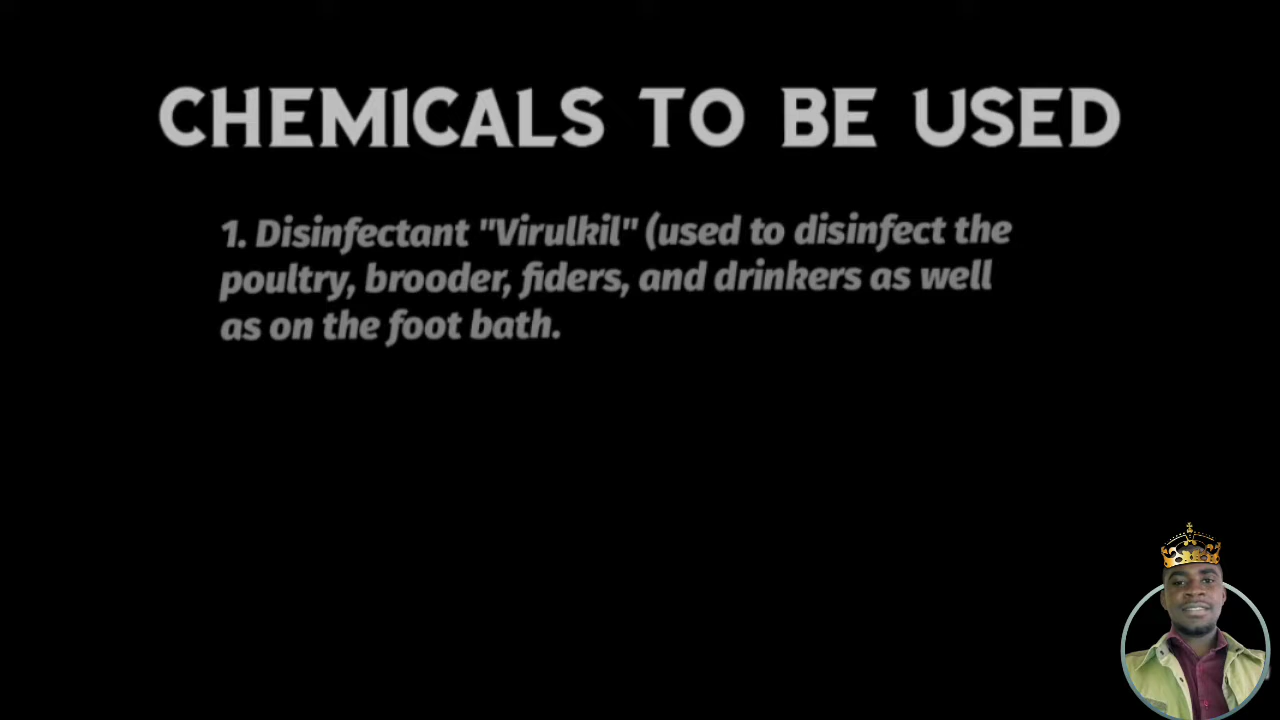 CHEMICALS TO BE USED
1. Disinfectant "Virulkil" (used to disinfect the
poultry, brooder, fiders, and drinkers as well
as on the foot bath.